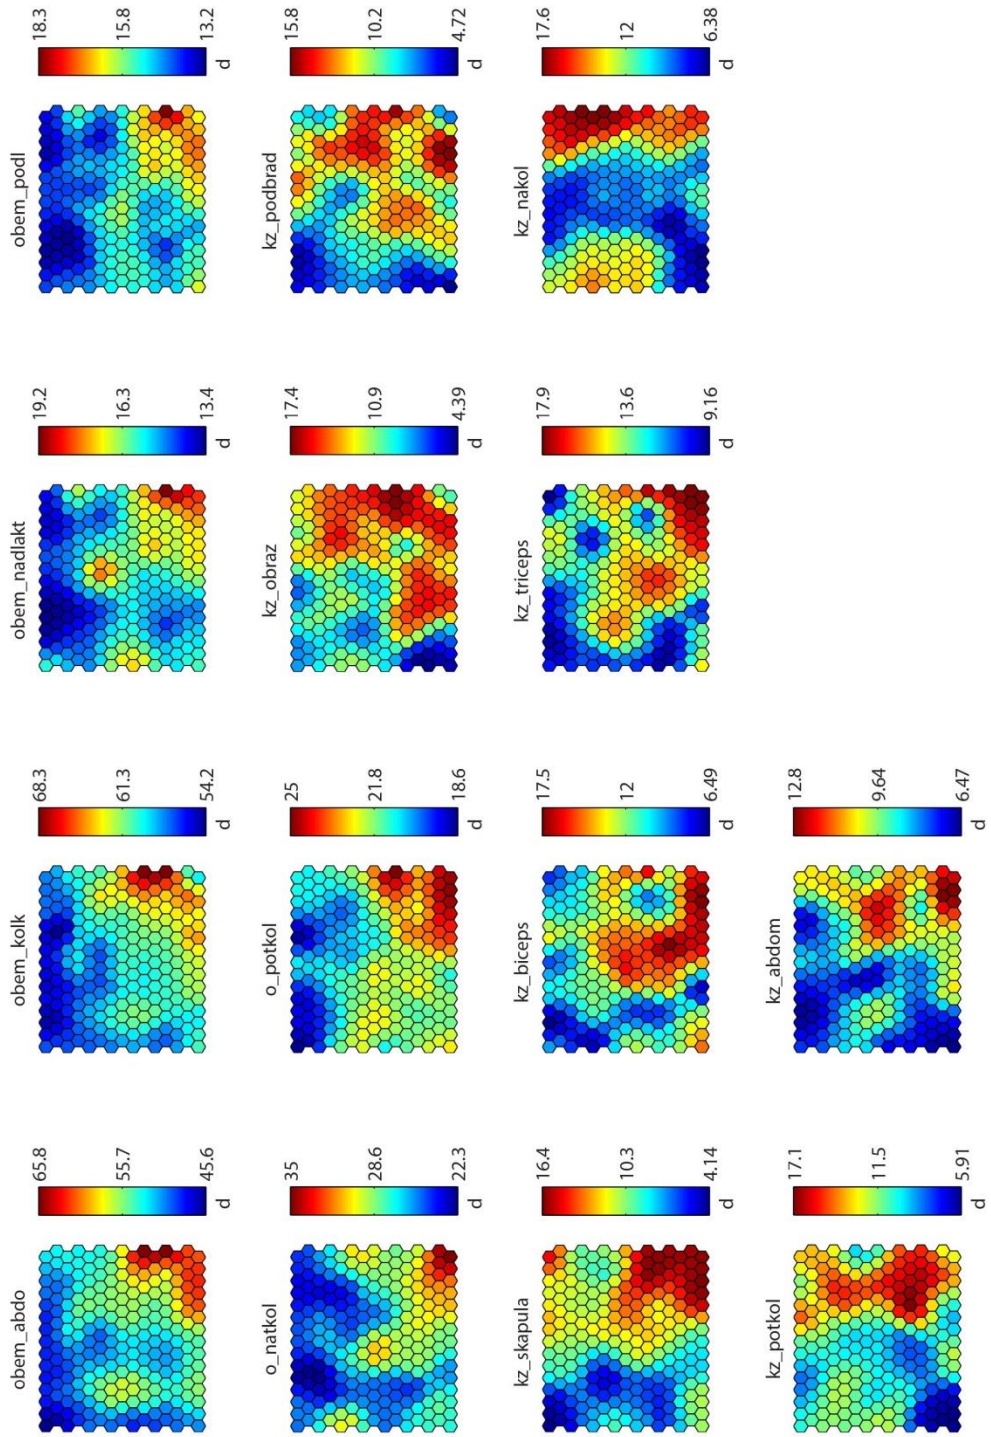 obem_abdo
65.8
55.7
45.6
d
obem_kolk
68.3
61.3
54.2
d
obem_nadlakt
19.2
16.3
13.4
d
obem_podl
18.3
15.8
13.2
d
o_natkol
35
28.6
22.3
d
o_potkol
25
21.8
18.6
d
kz_obraz
17.4
10.9
4.39
d
kz_podbrad
15.8
10.2
4.72
d
kz_skapula
16.4
10.3
4.14
d
kz_biceps
17.5
12
6.49
d
kz_triceps
17.9
13.6
9.16
d
kz_nakol
17.6
12
6.38
d
kz_potkol
17.1
11.5
5.91
d
kz_abdom
12.8
9.64
6.47
d